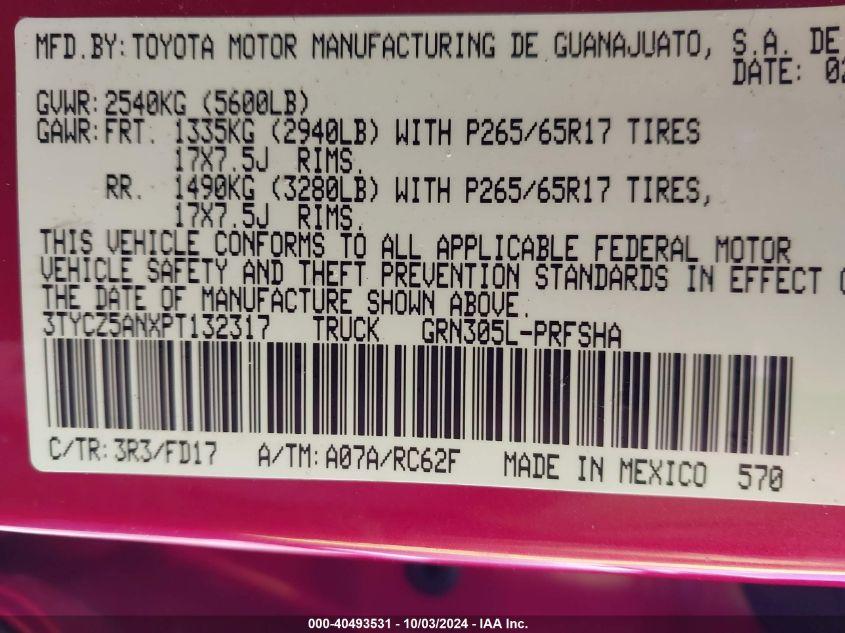 MFD.BY:TOYOTA MOTOR MANUFACTURING DE GUANAJUATO, S.A. DE
DATE: 02
GVWR:2540KG (5600LB)
GAWR:FRT. 1335KG (2940LB) WITH P265/65R17 TIRES
17X7.5J RIMS.
RR. 1490KG (3280LB) WITH P265/65R17 TIRES,
17X7.5J RIMS.
THIS VEHICLE CONFORMS TO ALL APPLICABLE FEDERAL MOTOR
VEHICLE SAFETY AND THEFT PREVENTION STANDARDS IN EFFECT
THE DATE OF MANUFACTURE SHOWN ABOVE.
3TYCZ5ANXPT132317 TRUCK GRN305L-PRFSHA
C/TR:3R3/FD17 A/TM:A07A/RC62F MADE IN MEXICO 570
000-40493531 - 10/03/2024 - IAA Inc.